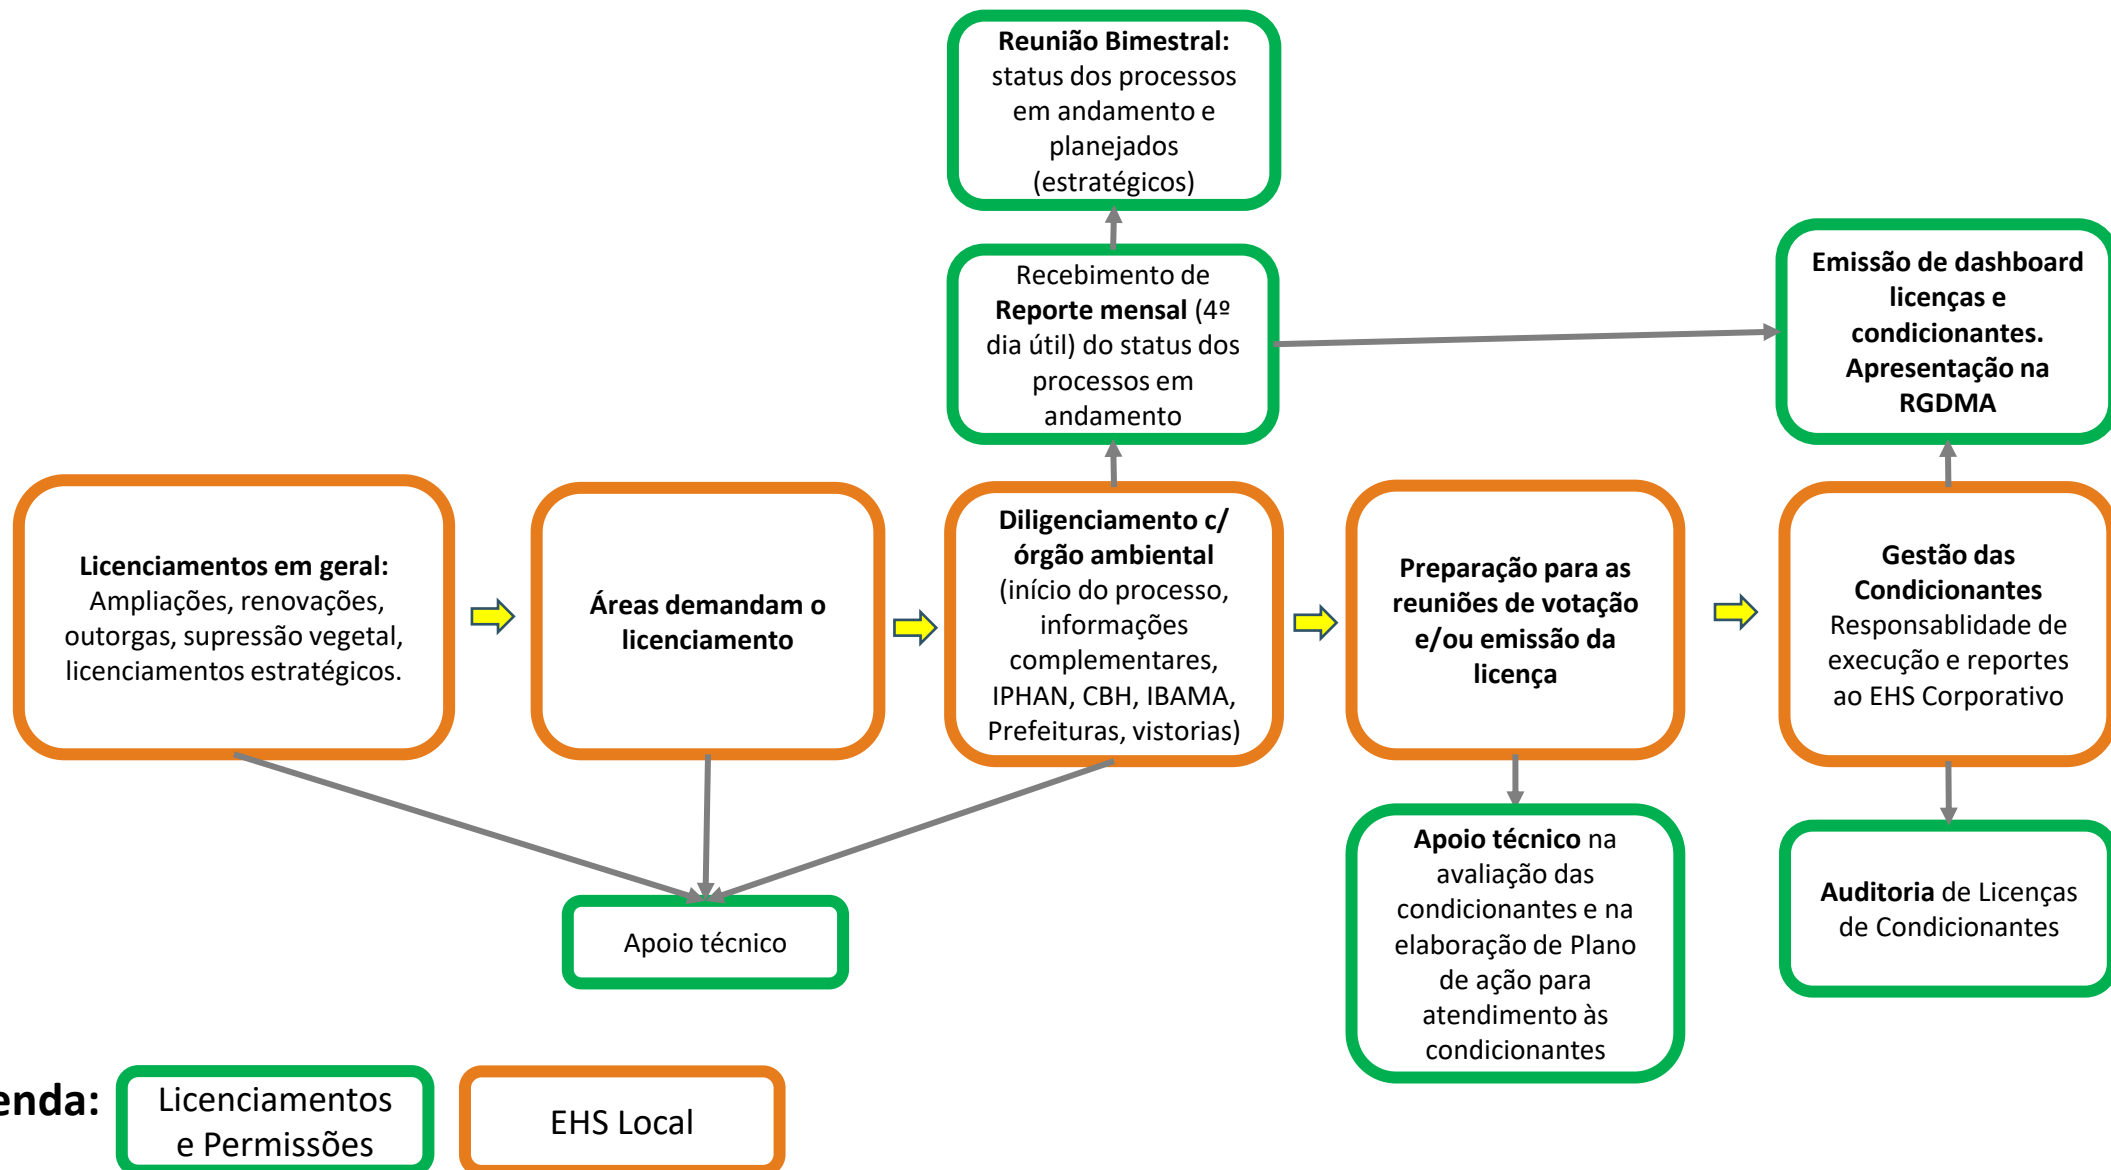 Reunião Bimestral:
status dos processos
em andamento e
planejados
(estratégicos)
Recebimento de
Reporte mensal (4º
dia útil) do status dos
processos em
andamento
Emissão de dashboard
licenças e
condicionantes.
Apresentação na
RGDMA
Licenciamentos em geral:
Ampliações, renovações,
outorgas, supressão vegetal,
licenciamentos estratégicos.
Áreas demandam o
licenciamento
Diligenciamento c/
órgão ambiental
(início do processo,
informações
complementares,
IPHAN, CBH, IBAMA,
Prefeituras, vistorias)
Preparação para as
reuniões de votação
e/ou emissão da
licença
Gestão das
Condicionantes
Responsablidade de
execução e reportes
ao EHS Corporativo
Apoio técnico
Apoio técnico na
avaliação das
condicionantes e na
elaboração de Plano
de ação para
atendimento às
condicionantes
Auditoria de Licenças
de Condicionantes
enda:
Licenciamentos
e Permissões
EHS Local